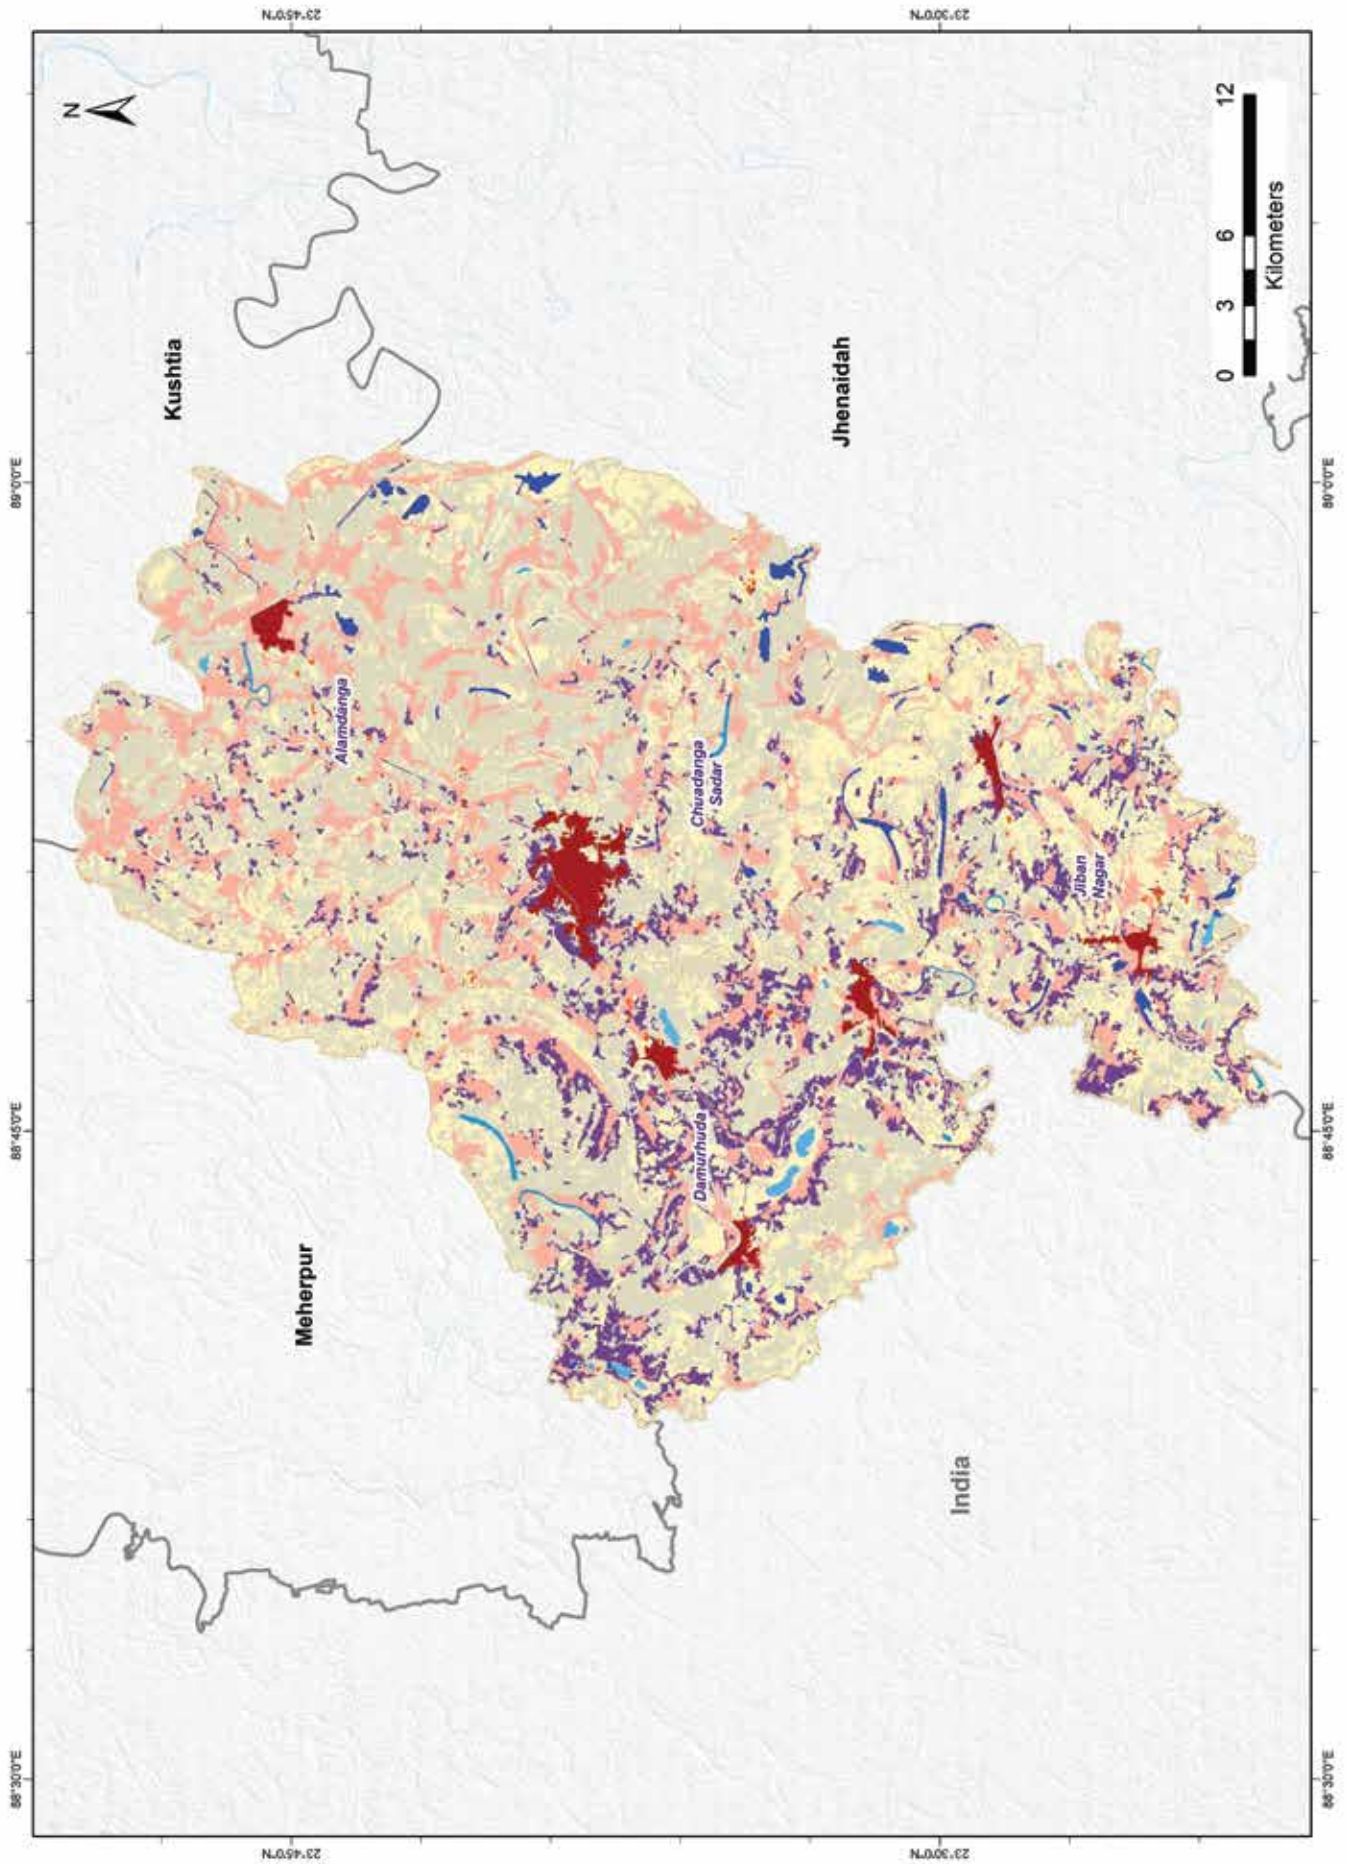 88°30'0"E
88°45'0"E
89°0'0"E
N
Kushtia
23°45'0"N
23°45'0"N
Meherpur
Alamdanga
Chuadanga
Sadar
Damurhuda
Jhenaidah
23°30'0"N
23°30'0"N
India
Jiban
Nagar
0 3 6 12
Kilometers
88°30'0"E
88°45'0"E
89°0'0"E